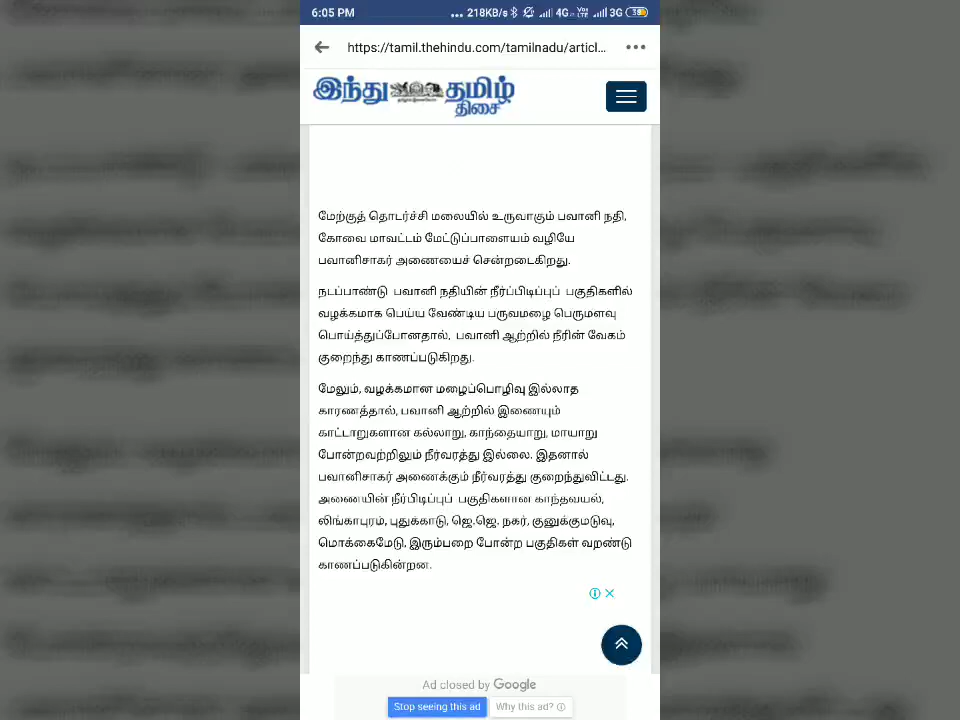 6:05 PM
... 218KB/s 4G VoLTE 3G 38
https://tamil.thehindu.com/tamilnadu/articl...
இந்து தமிழ்
திசை
மேற்குத் தொடர்ச்சி மலையில் உருவாகும் பவானி நதி,
கோவை மாவட்டம் மேட்டுப்பாளையம் வழியே
பவானிசாகர் அணையைச் சென்றடைகிறது.
நடப்பாண்டு பவானி நதியின் நீர்ப்பிடிப்புப் பகுதிகளில்
வழக்கமாக பெய்ய வேண்டிய பருவமழை பெருமளவு
பொய்த்துப்போனதால், பவானி ஆற்றில் நீரின் வேகம்
குறைந்து காணப்படுகிறது.
மேலும், வழக்கமான மழைப்பொழிவு இல்லாத
காரணத்தால், பவானி ஆற்றில் இணையும்
காட்டாறுகளான கல்லாறு, காந்தையாறு, மாயாறு
போன்றவற்றிலும் நீர்வரத்து இல்லை. இதனால்
பவானிசாகர் அணைக்கும் நீர்வரத்து குறைந்துவிட்டது.
அணையின் நீர்பிடிப்புப் பகுதிகளான காந்தவயல்,
லிங்காபுரம், புதுக்காடு, ஜெ.ஜெ. நகர், குனுக்குமடுவு,
மொக்கைமேடு, இரும்பறை போன்ற பகுதிகள் வறண்டு
காணப்படுகின்றன.
Ad closed by Google
Stop seeing this ad Why this ad?